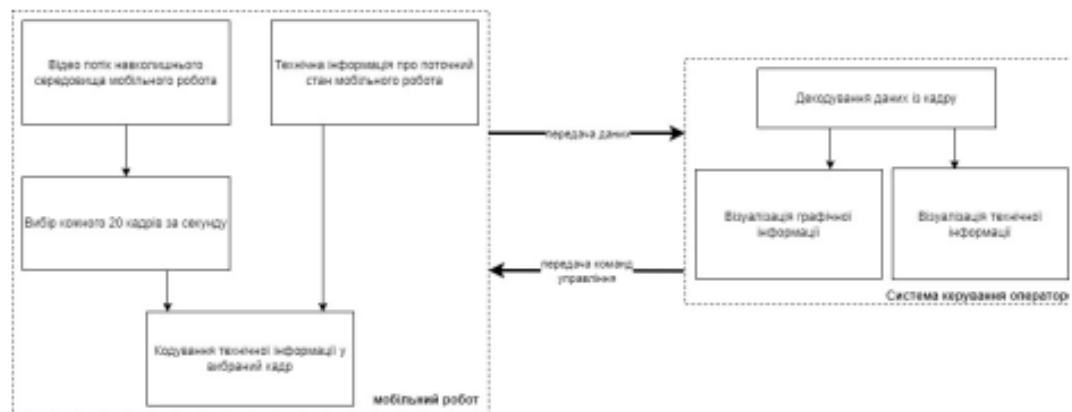 Відео потік навколишнього
середовища мобільного робота
Технічна інформація про поточний
стан мобільного робота
Вибір кожного 20 кадрів за секунду
Кодування технічної інформації у
вибраний кадр
мобільний робот
передача даних
передача команд
управління
Декодування даних із кадру
Візуалізація графічної
інформації
Візуалізація технічної
інформації
Система керування операторо